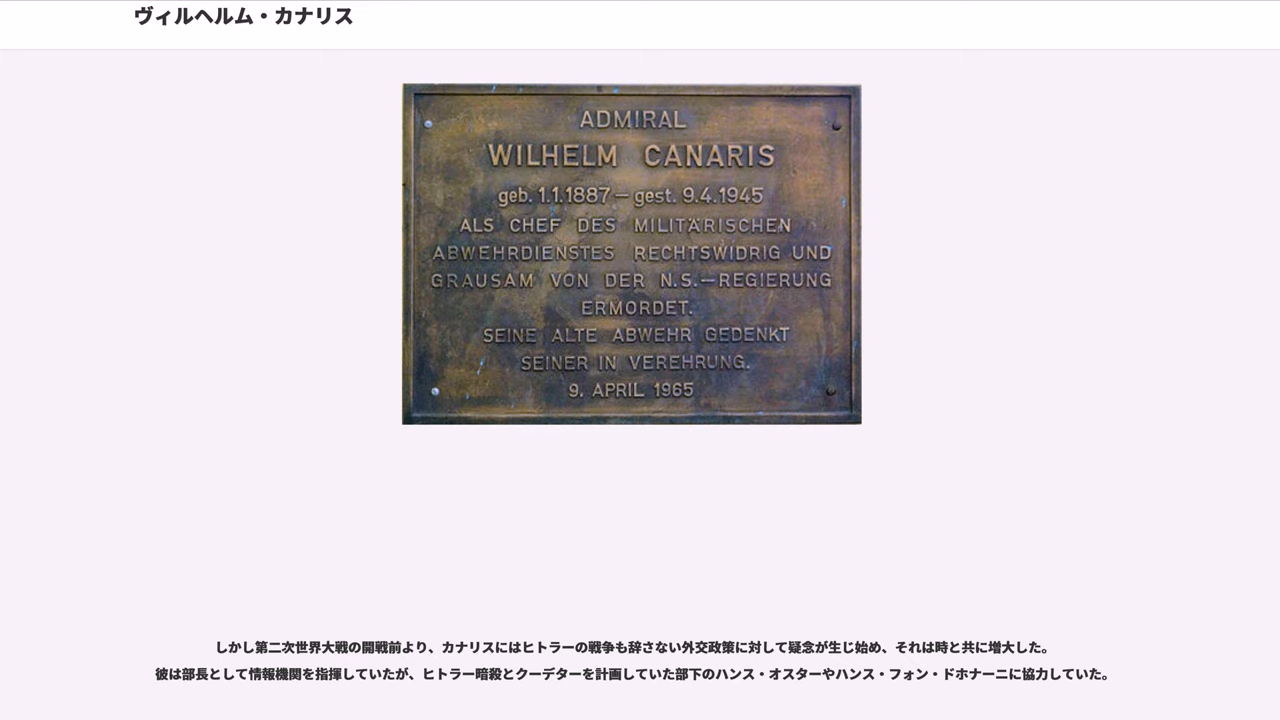 ヴィルヘルム・カナリス
ADMIRAL
WILHELM CANARIS
geb. 1.1.1887 – gest. 9.4.1945
ALS CHEF DES MILITÄRISCHEN
ABWEHRDIENSTES RECHTSWIDRIG UND
GRAUSAM VON DER N.S.–REGIERUNG
ERMORDET.
SEINE ALTE ABWEHR GEDENKT
SEINER IN VEREHRUNG.
9. APRIL 1965
しかし第二次世界大戦の開戦前より、カナリスにはヒトラーの戦争も辞さない外交政策に対して疑念が生じ始め、それは時と共に増大した。
彼は部長として情報機関を指揮していたが、ヒトラー暗殺とクーデターを計画していた部下のハンス・オスターやハンス・フォン・ドホナーニに協力していた。